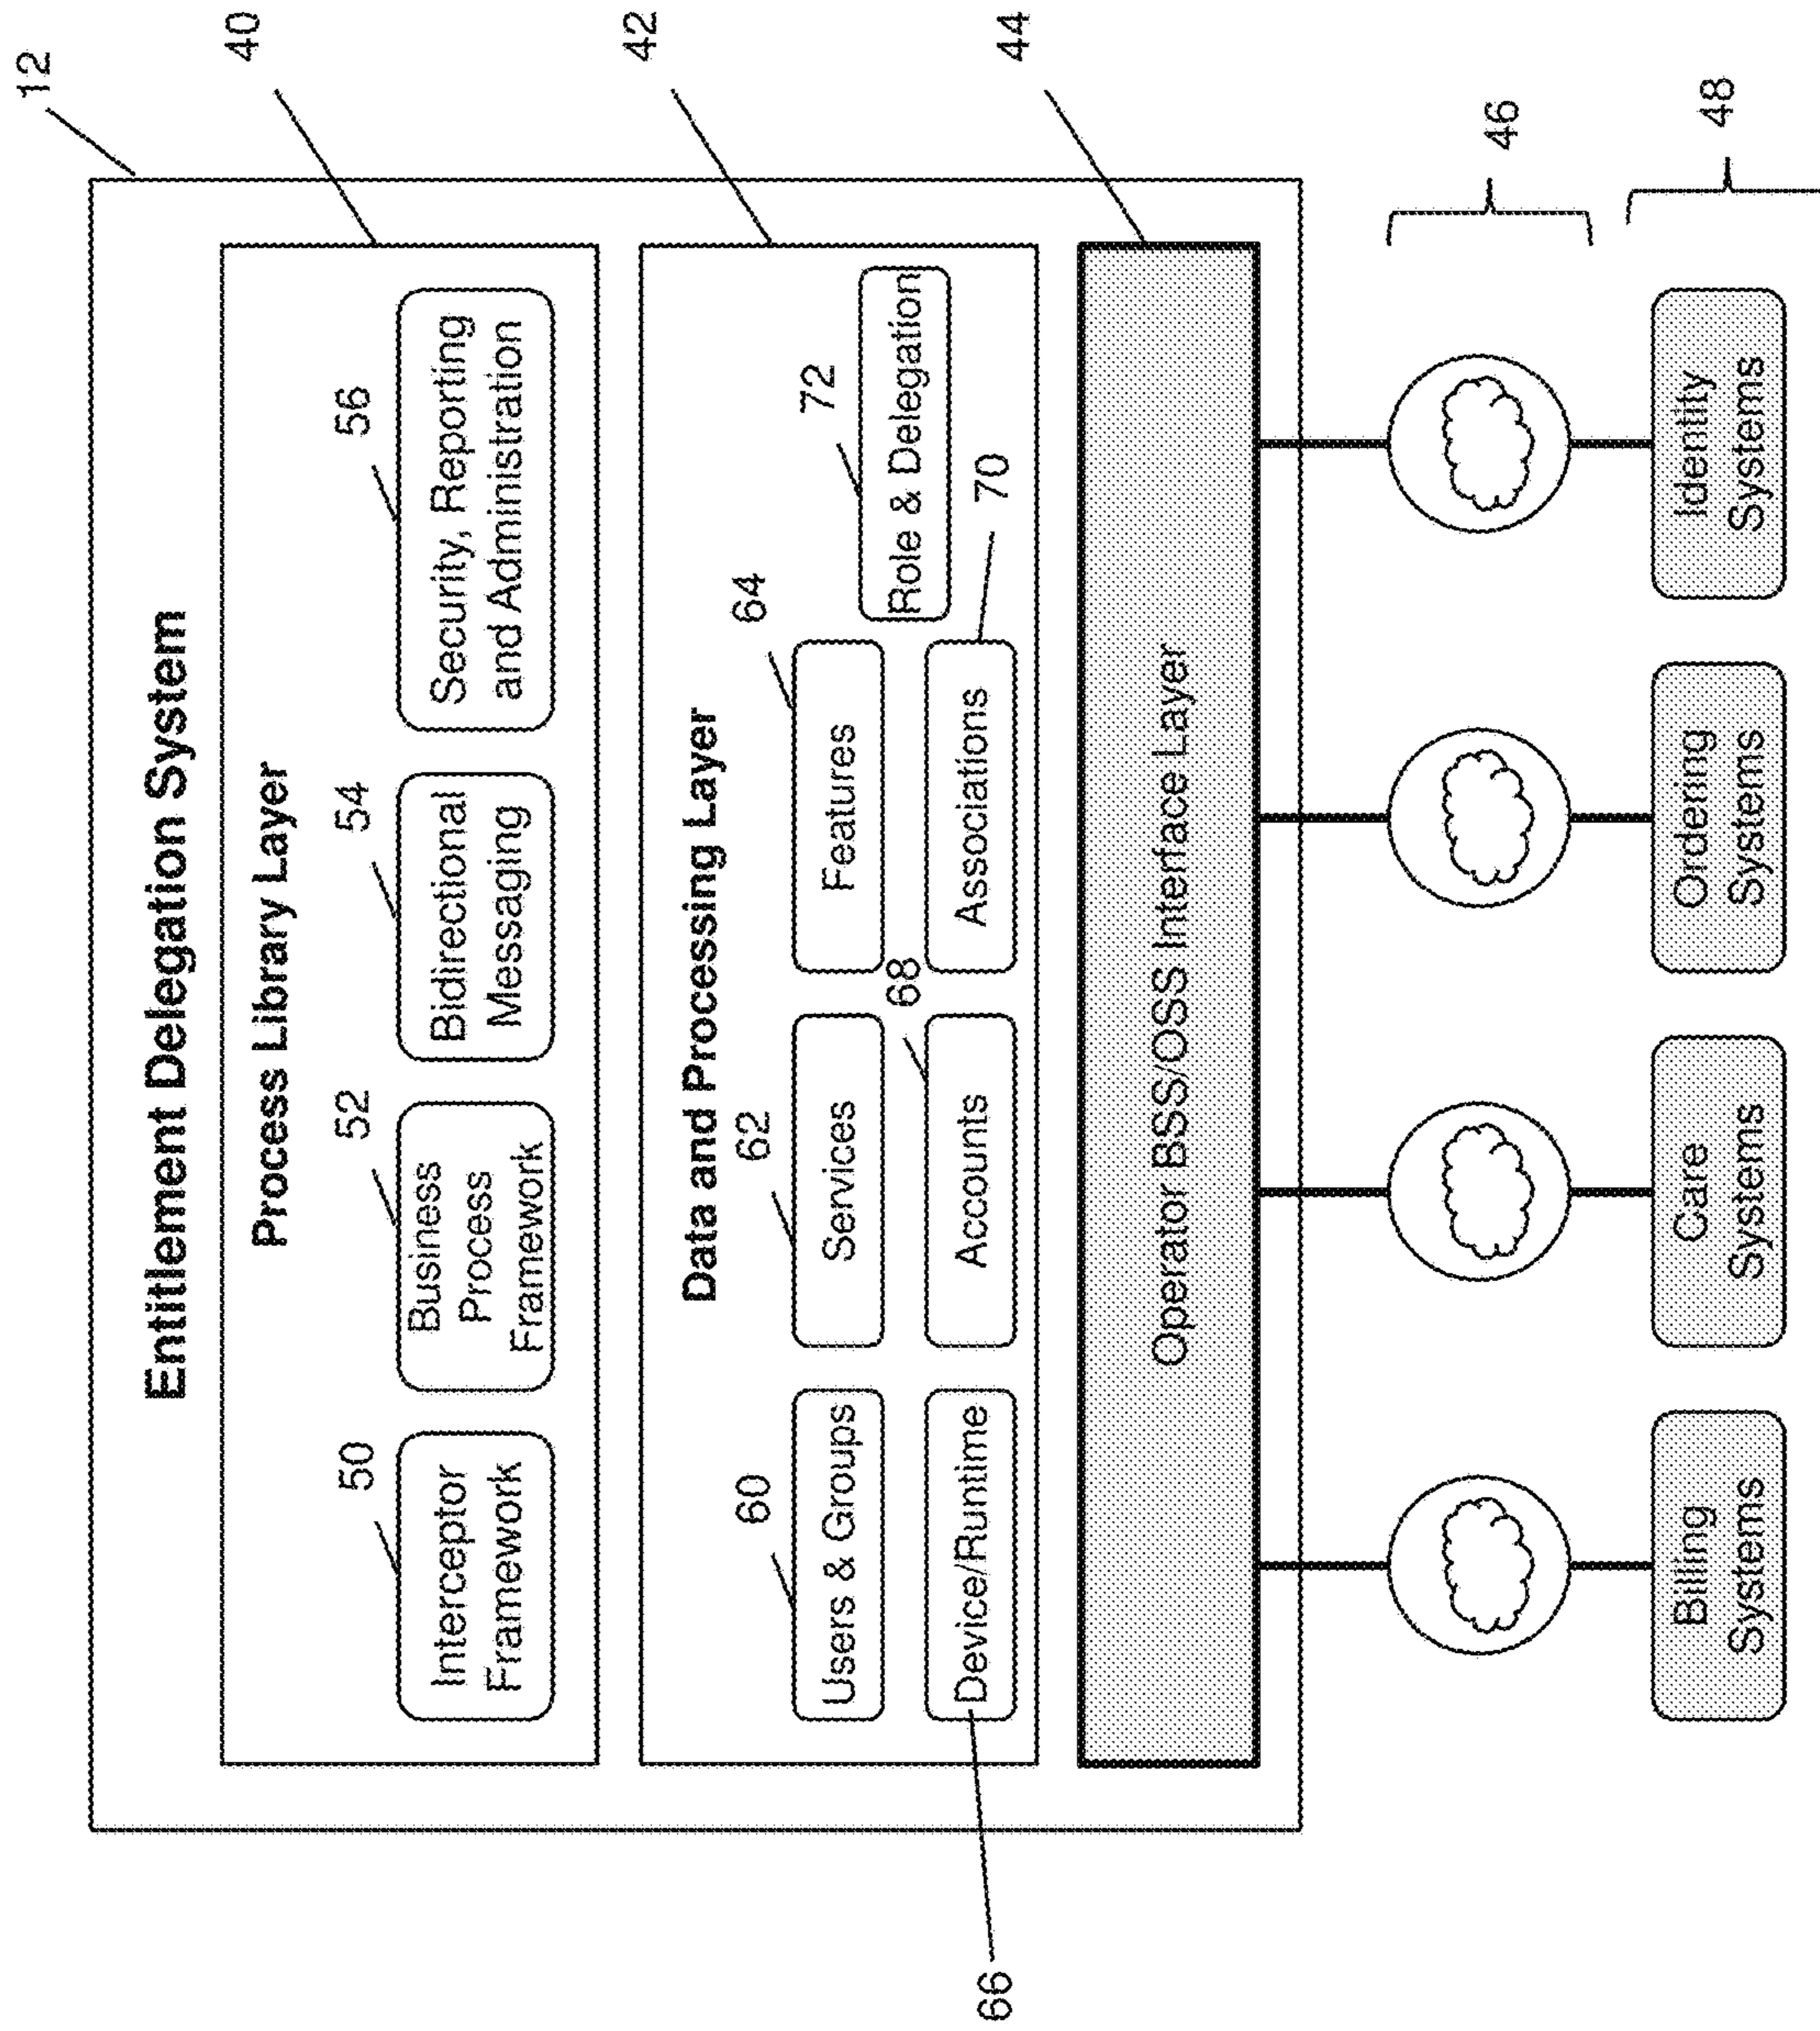 12
Entitlement Delegation System
40
Process Library Layer
50
52
54
56
Interceptor
Framework
Business
Process
Framework
Bidirectional
Messaging
Security, Reporting
and Administration
42
Data and Processing Layer
60
62
64
72
Users & Groups
Services
Features
Role & Delegation
68
70
Device/Runtime
Accounts
Associations
66
44
Operator BSS/OSS Interface Layer
46
48
Billing
Systems
Care
Systems
Ordering
Systems
Identity
Systems